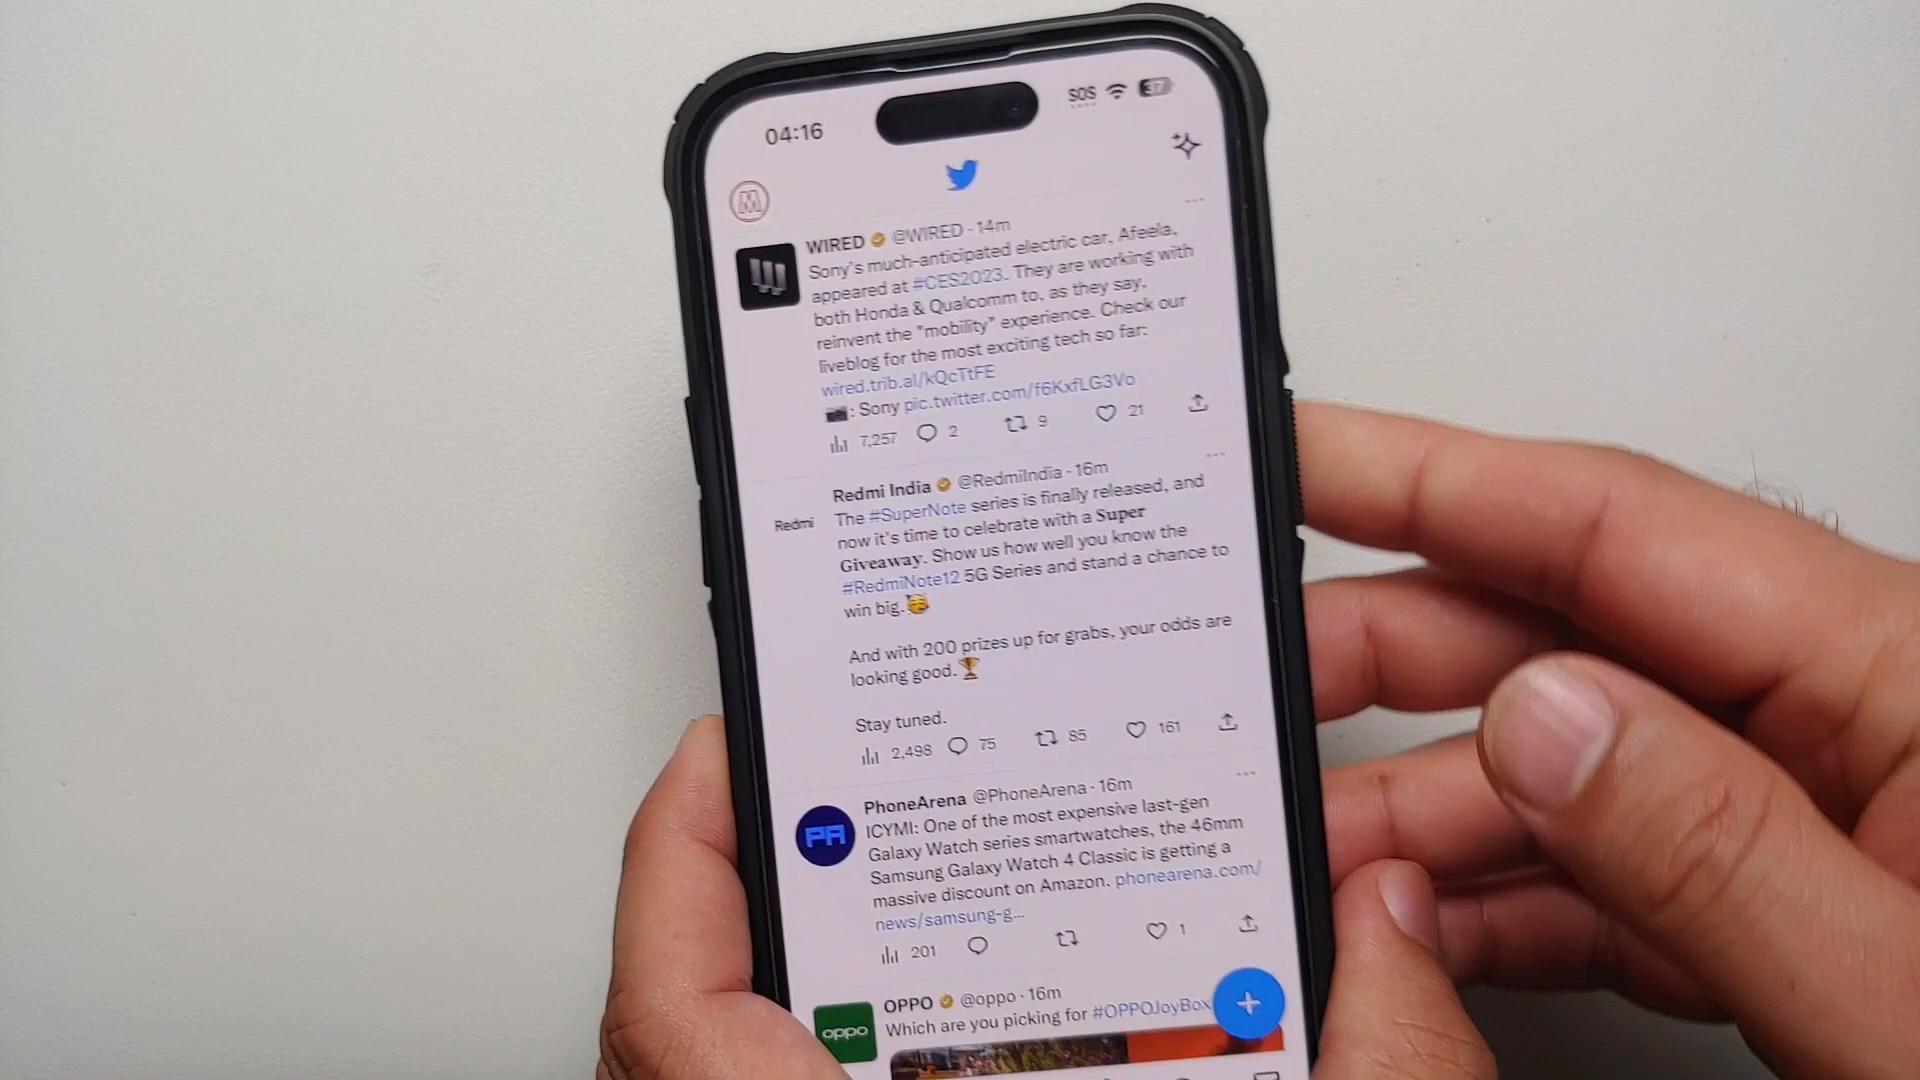 04:16
SOS
37
M
WIRED @WIRED · 14m
Sony's much-anticipated electric car, Afeela,
appeared at #CES2023. They are working with
both Honda & Qualcomm to, as they say,
reinvent the "mobility" experience. Check our
liveblog for the most exciting tech so far:
wired.trib.al/kQcTtFE
: Sony pic.twitter.com/f6KxfLG3Vo
7,257 2 9 21
Redmi
Redmi India @RedmiIndia · 16m
The #SuperNote series is finally released, and
now it's time to celebrate with a Super
Giveaway. Show us how well you know the
#RedmiNote12 5G Series and stand a chance to
win big.🥳
And with 200 prizes up for grabs, your odds are
looking good.🏆
Stay tuned.
2,498 75 85 161
PA
PhoneArena @PhoneArena · 16m
ICYMI: One of the most expensive last-gen
Galaxy Watch series smartwatches, the 46mm
Samsung Galaxy Watch 4 Classic is getting a
massive discount on Amazon. phonearena.com/
news/samsung-g...
201 1
oppo
OPPO @oppo · 16m
Which are you picking for #OPPOJoyBox